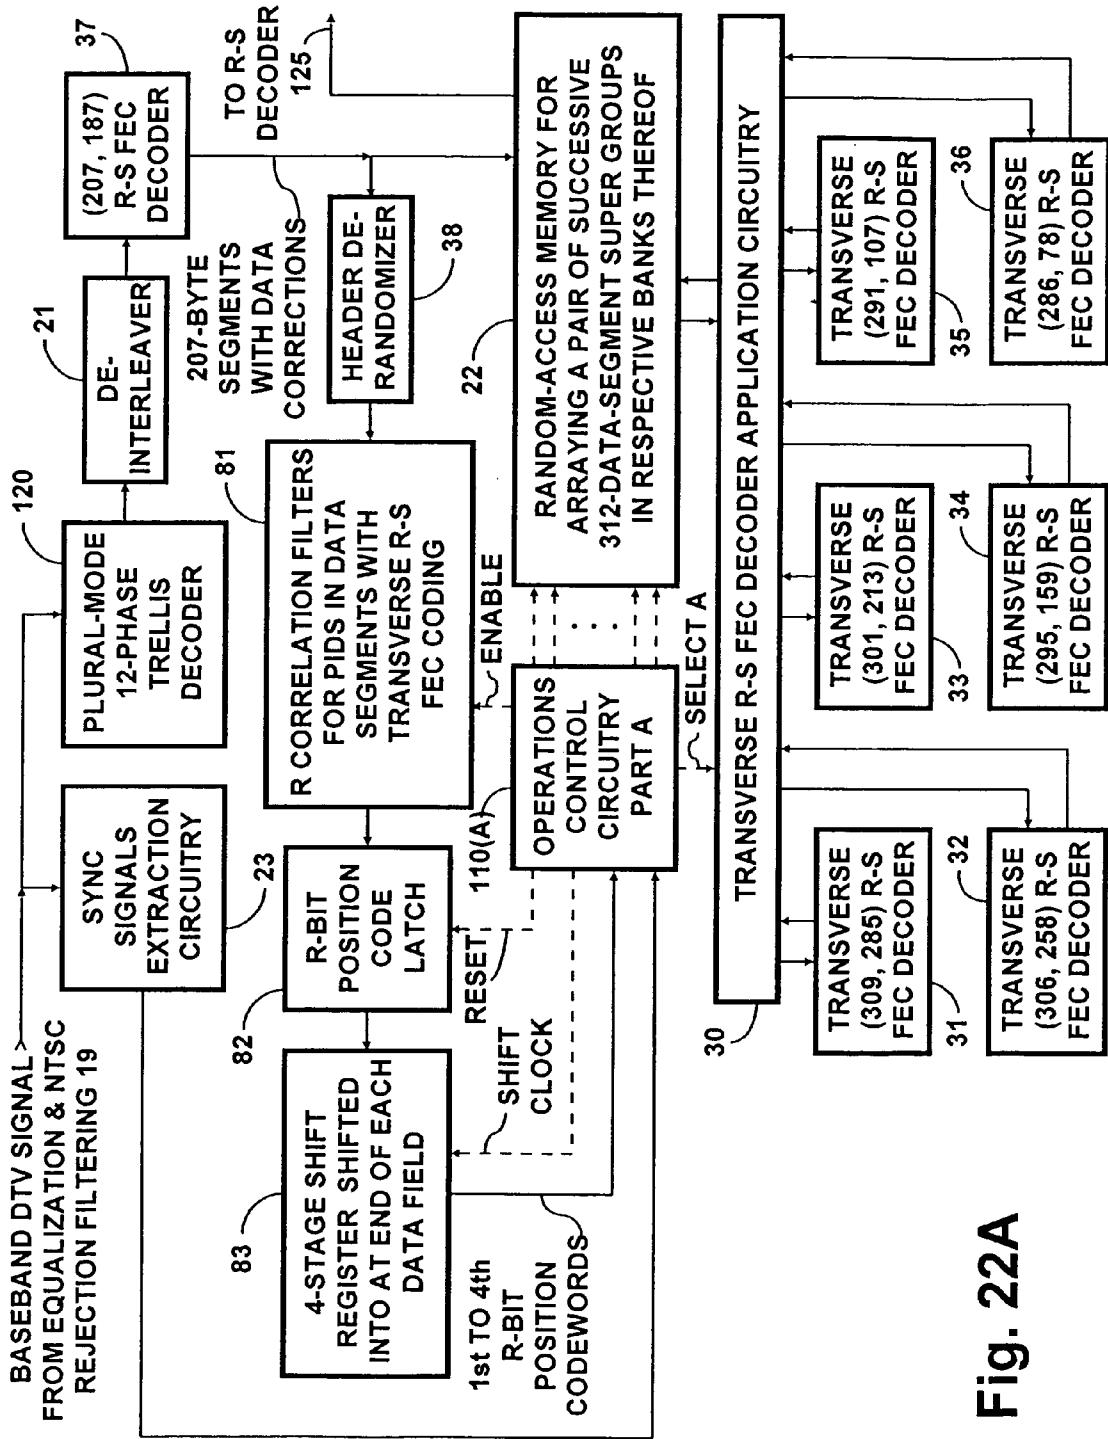 BASEBAND DTV SIGNAL >
FROM EQUALIZATION & NTSC
REJECTION FILTERING 19
SYNC
SIGNALS
EXTRACTION
CIRCUITRY
23
PLURAL-MODE
12-PHASE
TRELLIS
DECODER
120
DE-
INTERLEAVER
21
(207, 187)
R-S FEC
DECODER
37
TO R-S
DECODER
125
207-BYTE
SEGMENTS
WITH DATA
CORRECTIONS
HEADER DE-
RANDOMIZER
38
R CORRELATION FILTERS
FOR PIDS IN DATA
SEGMENTS WITH
TRANSVERSE R-S
FEC CODING
81
R-BIT
POSITION
CODE
LATCH
82
4-STAGE SHIFT
REGISTER SHIFTED
INTO AT END OF EACH
DATA FIELD
83
RESET
SHIFT
CLOCK
1st TO 4th
R-BIT
POSITION
CODEWORDS
ENABLE
110(A)
OPERATIONS
CONTROL
CIRCUITRY
PART A
22
RANDOM-ACCESS MEMORY FOR
ARRAYING A PAIR OF SUCCESSIVE
312-DATA-SEGMENT SUPER GROUPS
IN RESPECTIVE BANKS THEREOF
SELECT A
30
TRANSVERSE R-S FEC DECODER APPLICATION CIRCUITRY
TRANSVERSE
(309, 285) R-S
FEC DECODER
31
TRANSVERSE
(306, 258) R-S
FEC DECODER
32
TRANSVERSE
(301, 213) R-S
FEC DECODER
33
TRANSVERSE
(295, 159) R-S
FEC DECODER
34
TRANSVERSE
(291, 107) R-S
FEC DECODER
35
TRANSVERSE
(286, 78) R-S
FEC DECODER
36
Fig. 22A